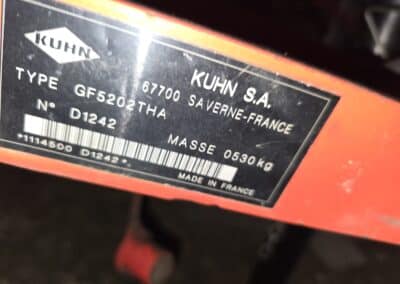 KUHN
KUHN S.A.
67700 SAVERNE-FRANCE
TYPE GF5202THA
N° D1242
MASSE 0530kg
*1114500 D1242*.
MADE IN FRANCE